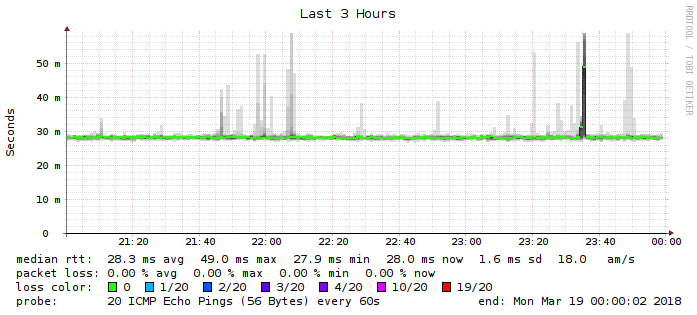 Last 3 Hours
RRDTOOL / TOBI OETIKER
Seconds
50 m
40 m
30 m
20 m
10 m
0
21:20 21:40 22:00 22:20 22:40 23:00 23:20 23:40 00:00
median rtt: 28.3 ms avg 49.0 ms max 27.9 ms min 28.0 ms now 1.6 ms sd 18.0 am/s
packet loss: 0.00 % avg 0.00 % max 0.00 % min 0.00 % now
loss color: 0 1/20 2/20 3/20 4/20 10/20 19/20
probe: 20 ICMP Echo Pings (56 Bytes) every 60s end: Mon Mar 19 00:00:02 2018